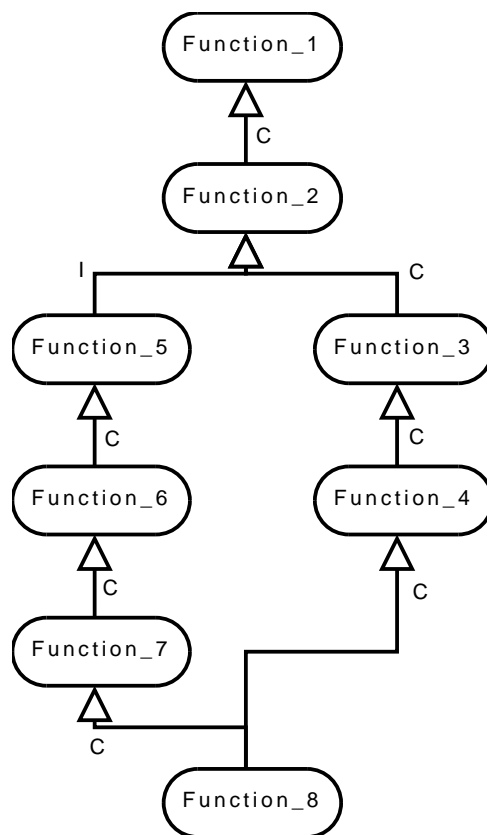 Function_1
C
Function_2
I
C
Function_5
Function_3
C
C
Function_6
Function_4
C
C
Function_7
C
Function_8